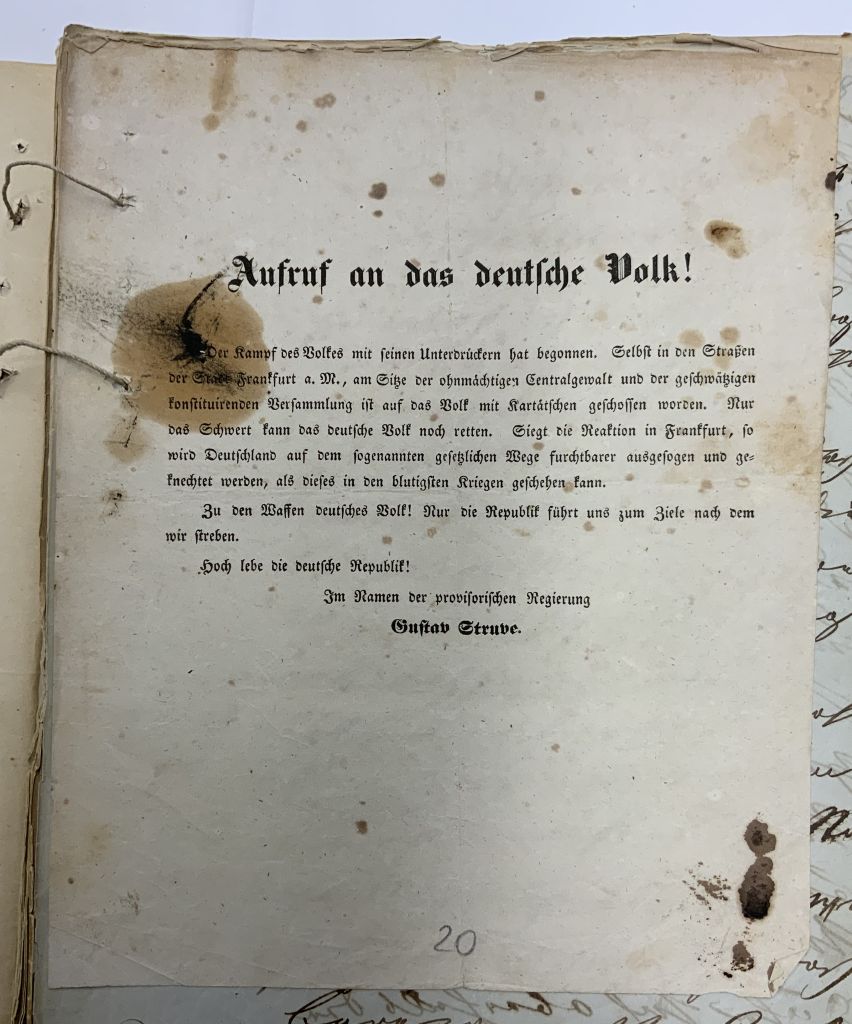 Aufruf an das deutsche Volk!
Der Kampf des Volkes mit seinen Unterdrückern hat begonnen. Selbst in den Straßen
der Stadt Frankfurt a. M., am Sitze der ohnmächtigen Centralgewalt und der geschwätzigen
konstituirenden Versammlung ist auf das Volk mit Kartätschen geschossen worden. Nur
das Schwert kann das deutsche Volk noch retten. Siegt die Reaktion in Frankfurt, so
wird Deutschland auf dem sogenannten gesetzlichen Wege furchtbarer ausgesogen und ge-
knechtet werden, als dieses in den blutigsten Kriegen geschehen kann.
Zu den Waffen deutsches Volk! Nur die Republik führt uns zum Ziele nach dem
wir streben.
Hoch lebe die deutsche Republik!
Im Namen der provisorischen Regierung
Gustav Struve.
20